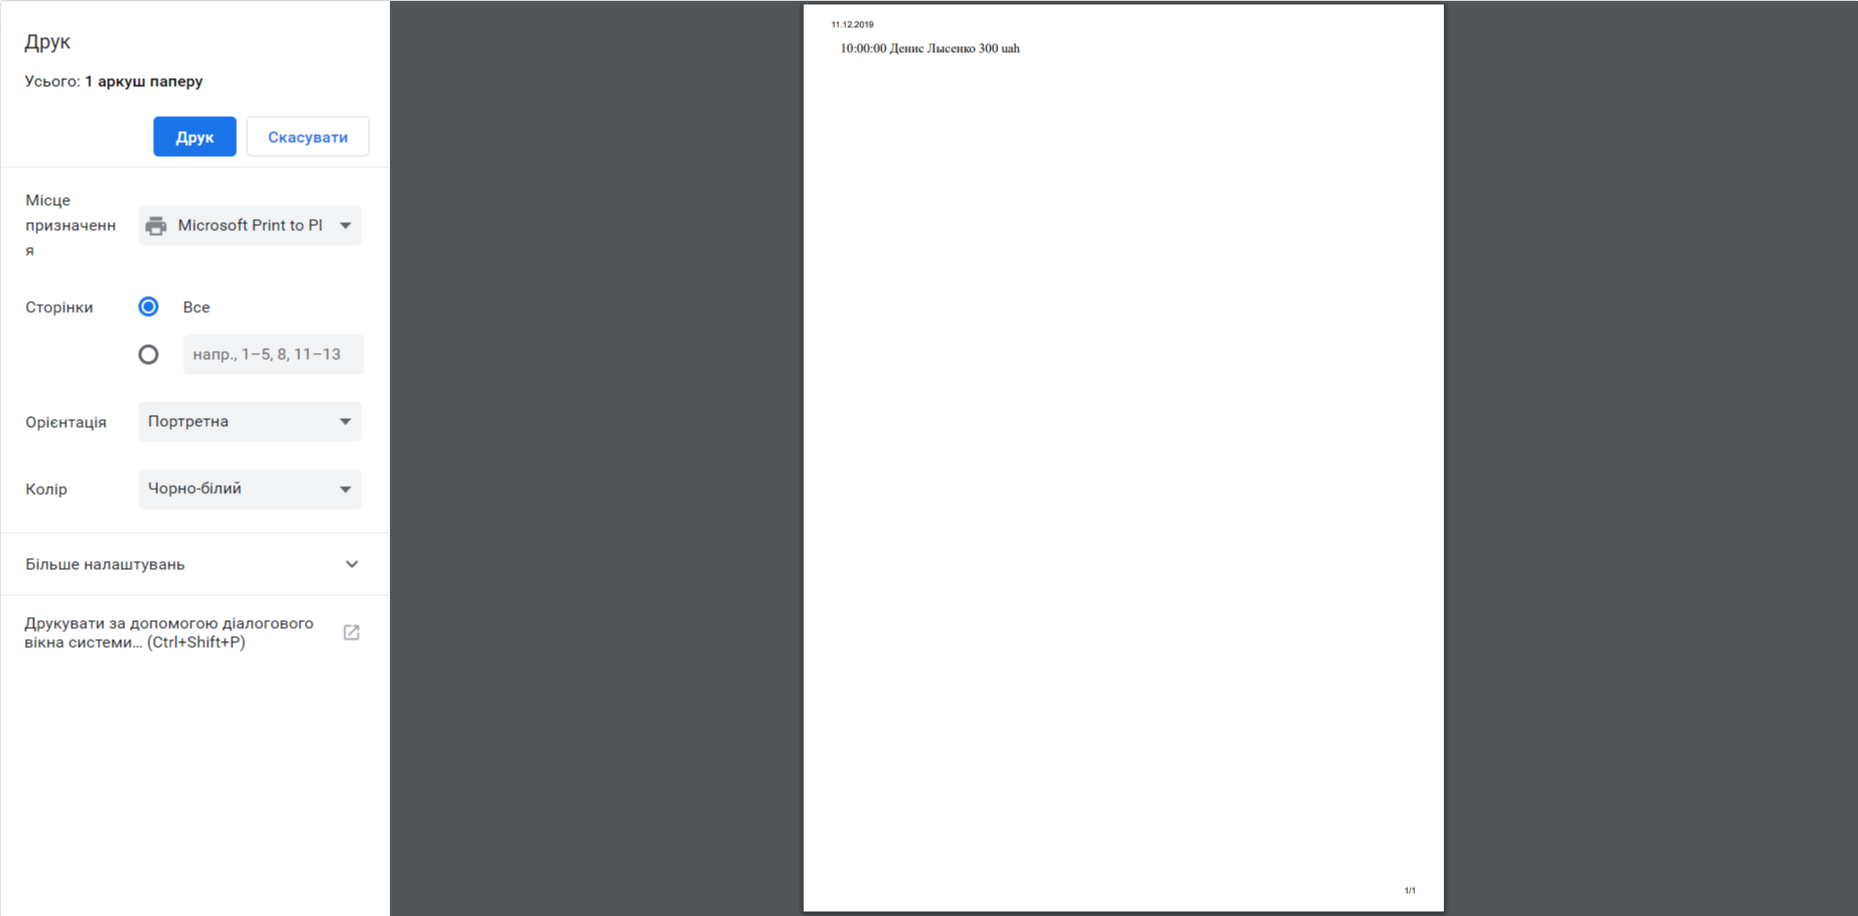 Друк
Усього: 1 аркуш паперу
Друк
Скасувати
Місце
призначенн
я
Microsoft Print to PI
Сторінки
Все
напр., 1–5, 8, 11–13
Орієнтація
Портретна
Колір
Чорно-білий
Більше налаштувань
Друкувати за допомогою діалогового
вікна системи… (Ctrl+Shift+P)
11.12.2019
10:00:00 Денис Лысенко 300 uah
1/1